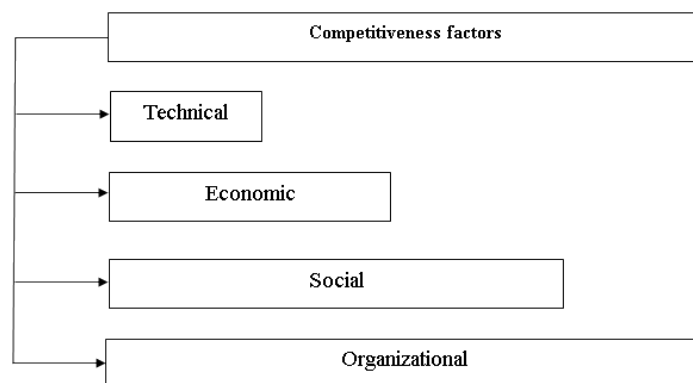 Competitiveness factors
Technical
Economic
Social
Organizational